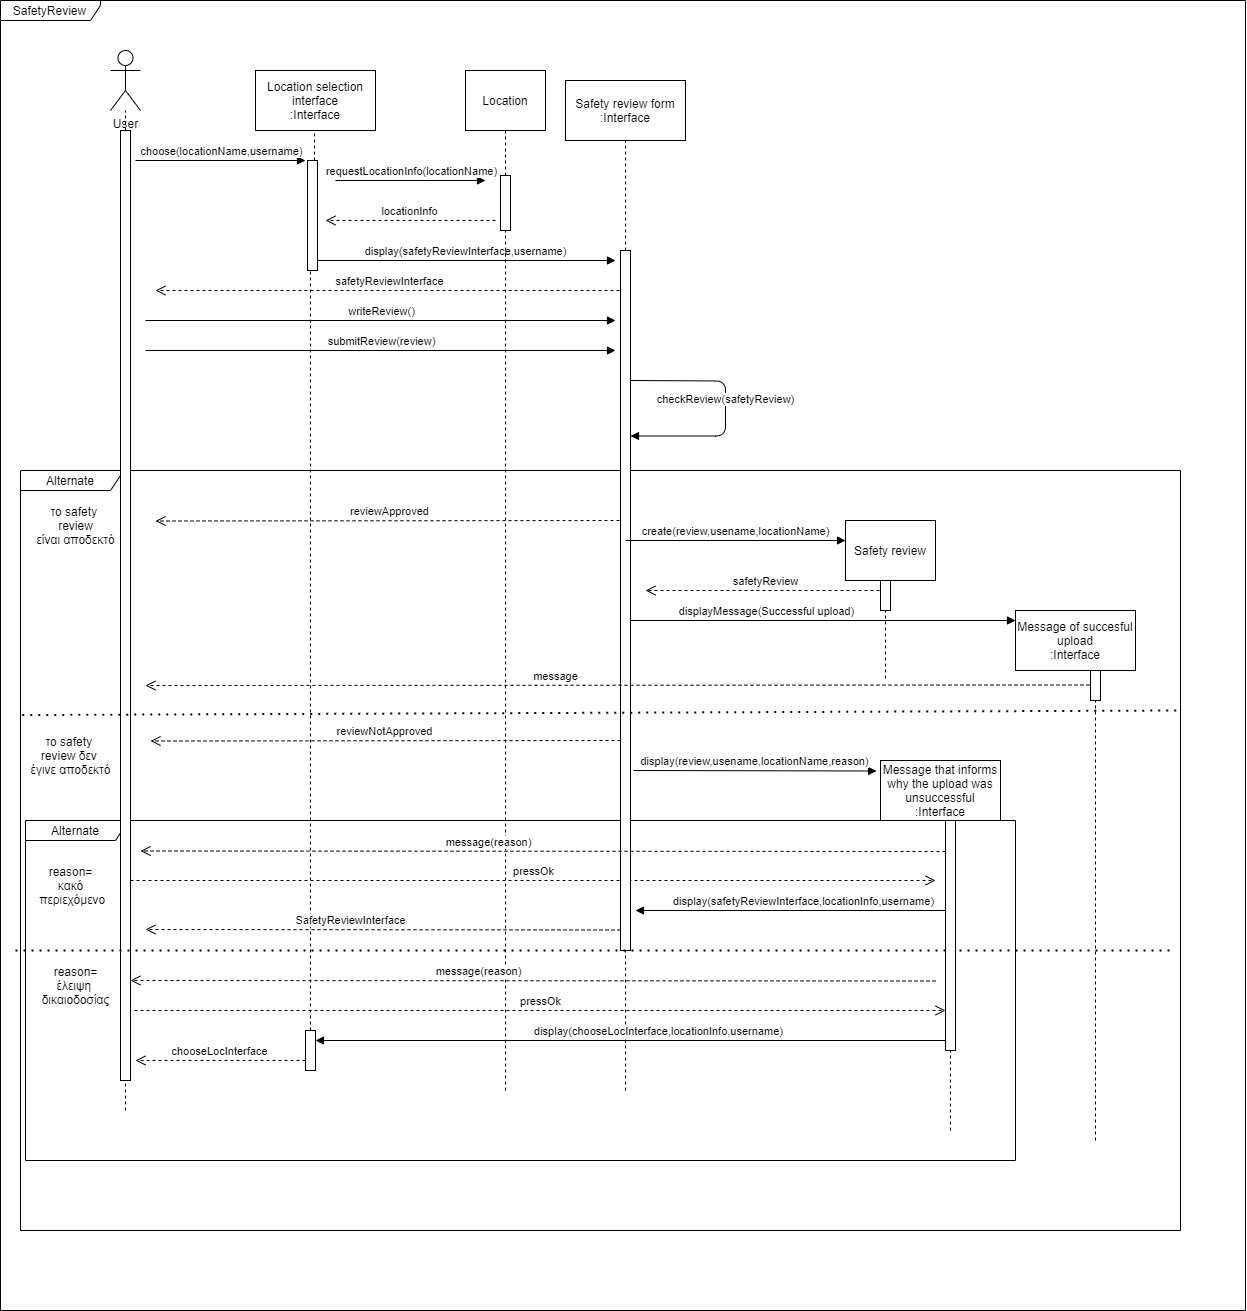 SafetyReview
User
Location selection
interface
:Interface
Location
Safety review form
:Interface
choose(locationName,username)
requestLocationInfo(locationName)
locationInfo
display(safetyReviewInterface,username)
safetyReviewInterface
writeReview()
submitReview(review)
checkReview(safetyReview)
Alternate
το safety
review
είναι αποδεκτό
reviewApproved
create(review,usename,locationName)
Safety review
safetyReview
displayMessage(Successful upload)
Message of succesful
upload
:Interface
message
το safety
review δεν
έγινε αποδεκτό
reviewNotApproved
display(review,usename,locationName,reason)
Message that informs
why the upload was
unsuccessful
:Interface
Alternate
message(reason)
reason=
κακό
περιεχόμενο
pressOk
display(safetyReviewInterface,locationInfo,username)
SafetyReviewInterface
reason=
έλειψη
δικαιοδοσίας
message(reason)
pressOk
display(chooseLocInterface,locationInfo,username)
chooseLocInterface